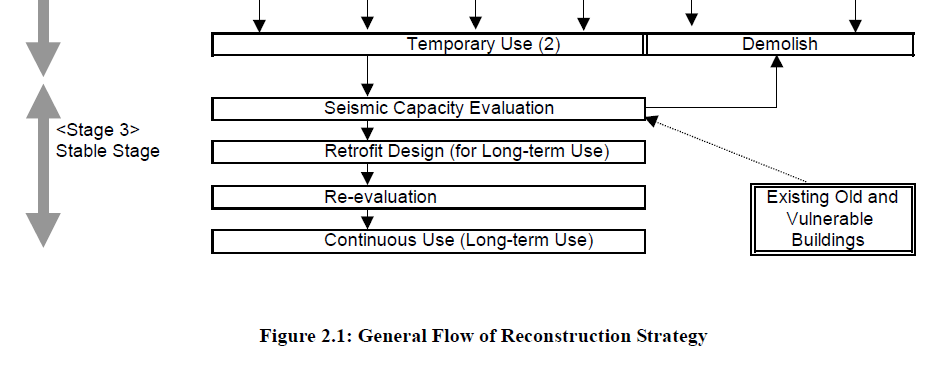 Temporary Use (2)
Demolish
Seismic Capacity Evaluation
<Stage 3>
Stable Stage
Retrofit Design (for Long-term Use)
Re-evaluation
Existing Old and
Vulnerable
Buildings
Continuous Use (Long-term Use)
Figure 2.1: General Flow of Reconstruction Strategy